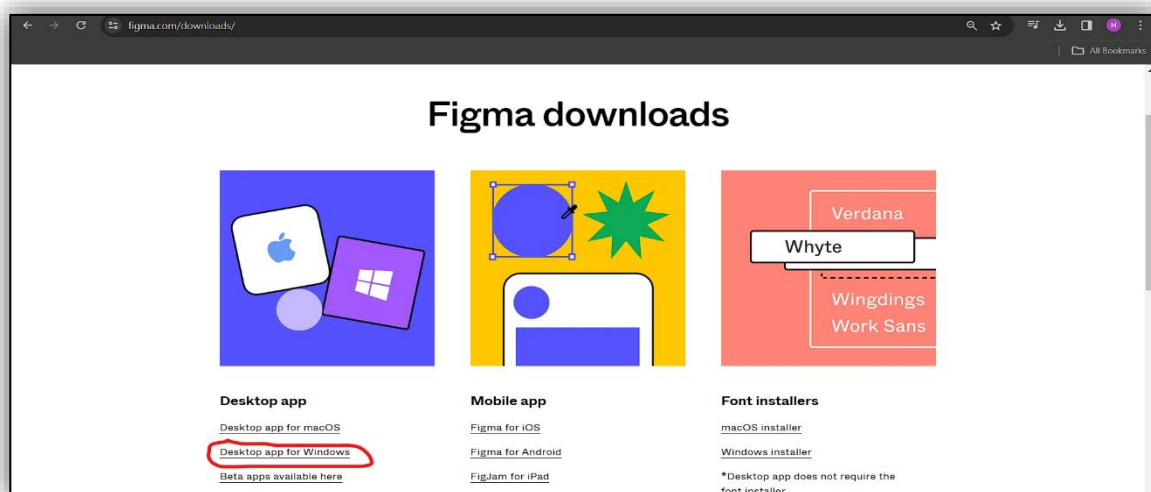 figma.com/downloads/
H
All Bookmarks
Figma downloads
Verdana
Whyte
Wingdings
Work Sans
Desktop app
Desktop app for macOS
Desktop app for Windows
Beta apps available here
Mobile app
Figma for iOS
Figma for Android
FigJam for iPad
Font installers
macOS installer
Windows installer
*Desktop app does not require the
font installer